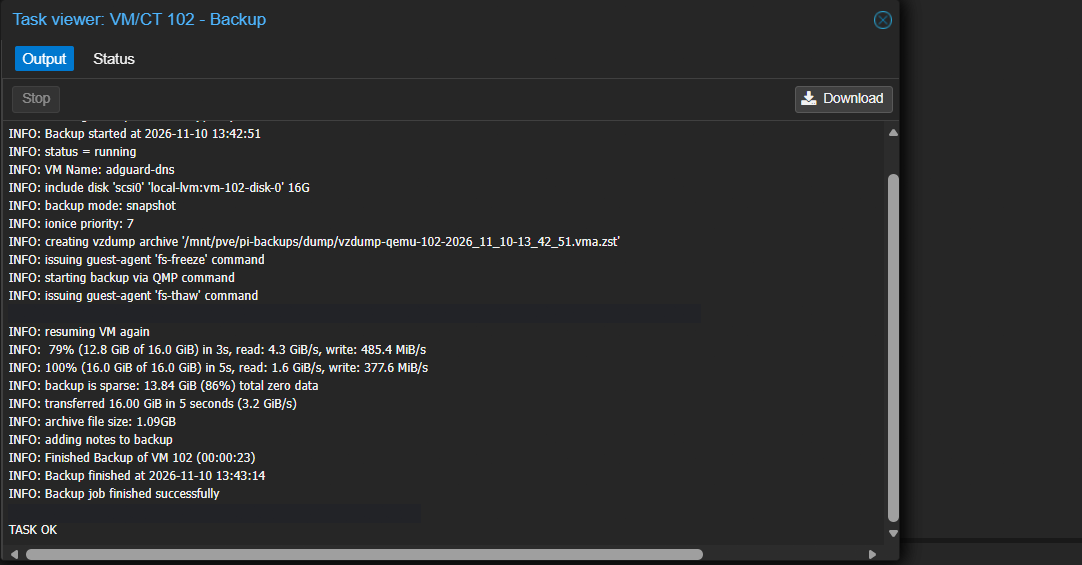 Task viewer: VM/CT 102 - Backup
Output Status
Stop Download
INFO: Backup started at 2026-11-10 13:42:51
INFO: status = running
INFO: VM Name: adguard-dns
INFO: include disk 'scsi0' 'local-lvm:vm-102-disk-0' 16G
INFO: backup mode: snapshot
INFO: ionice priority: 7
INFO: creating vzdump archive '/mnt/pve/pi-backups/dump/vzdump-qemu-102-2026_11_10-13_42_51.vma.zst'
INFO: issuing guest-agent 'fs-freeze' command
INFO: starting backup via QMP command
INFO: issuing guest-agent 'fs-thaw' command
INFO: resuming VM again
INFO:  79% (12.8 GiB of 16.0 GiB) in 3s, read: 4.3 GiB/s, write: 485.4 MiB/s
INFO: 100% (16.0 GiB of 16.0 GiB) in 5s, read: 1.6 GiB/s, write: 377.6 MiB/s
INFO: backup is sparse: 13.84 GiB (86%) total zero data
INFO: transferred 16.00 GiB in 5 seconds (3.2 GiB/s)
INFO: archive file size: 1.09GB
INFO: adding notes to backup
INFO: Finished Backup of VM 102 (00:00:23)
INFO: Backup finished at 2026-11-10 13:43:14
INFO: Backup job finished successfully
TASK OK